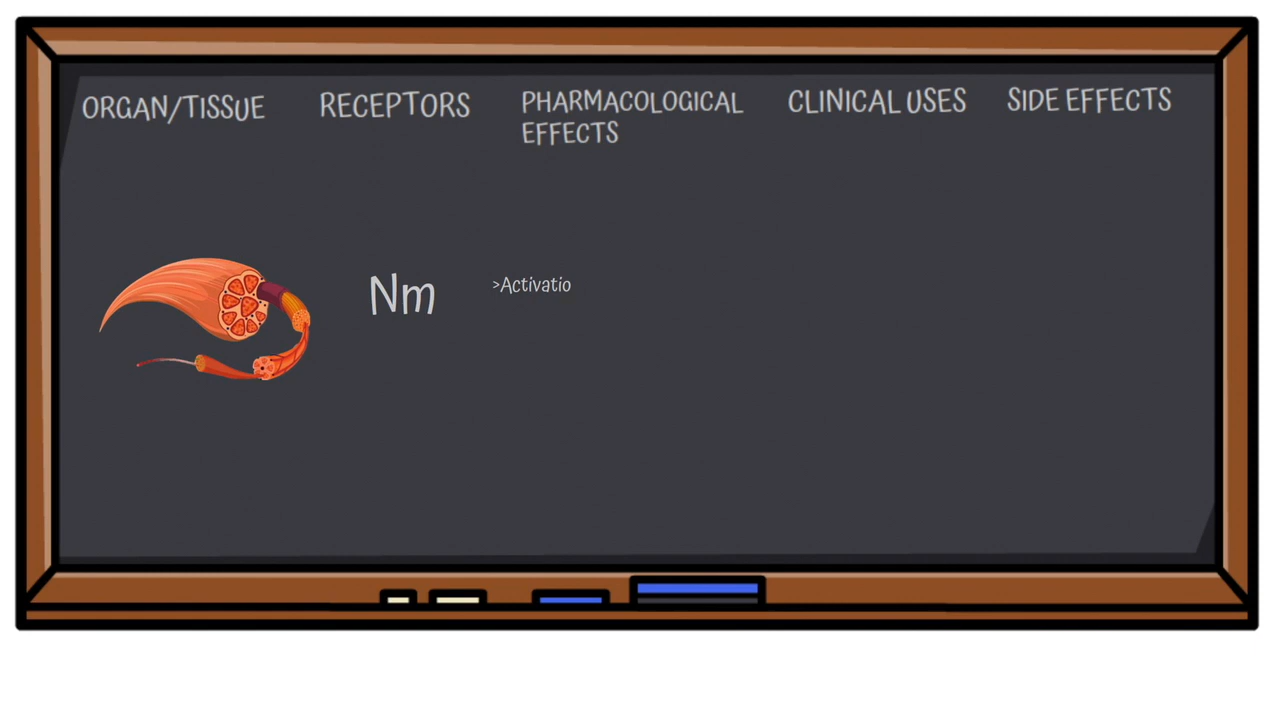 ORGAN/TISSUE
RECEPTORS
PHARMACOLOGICAL
EFFECTS
CLINICAL USES
SIDE EFFECTS
Nm
>Activatio